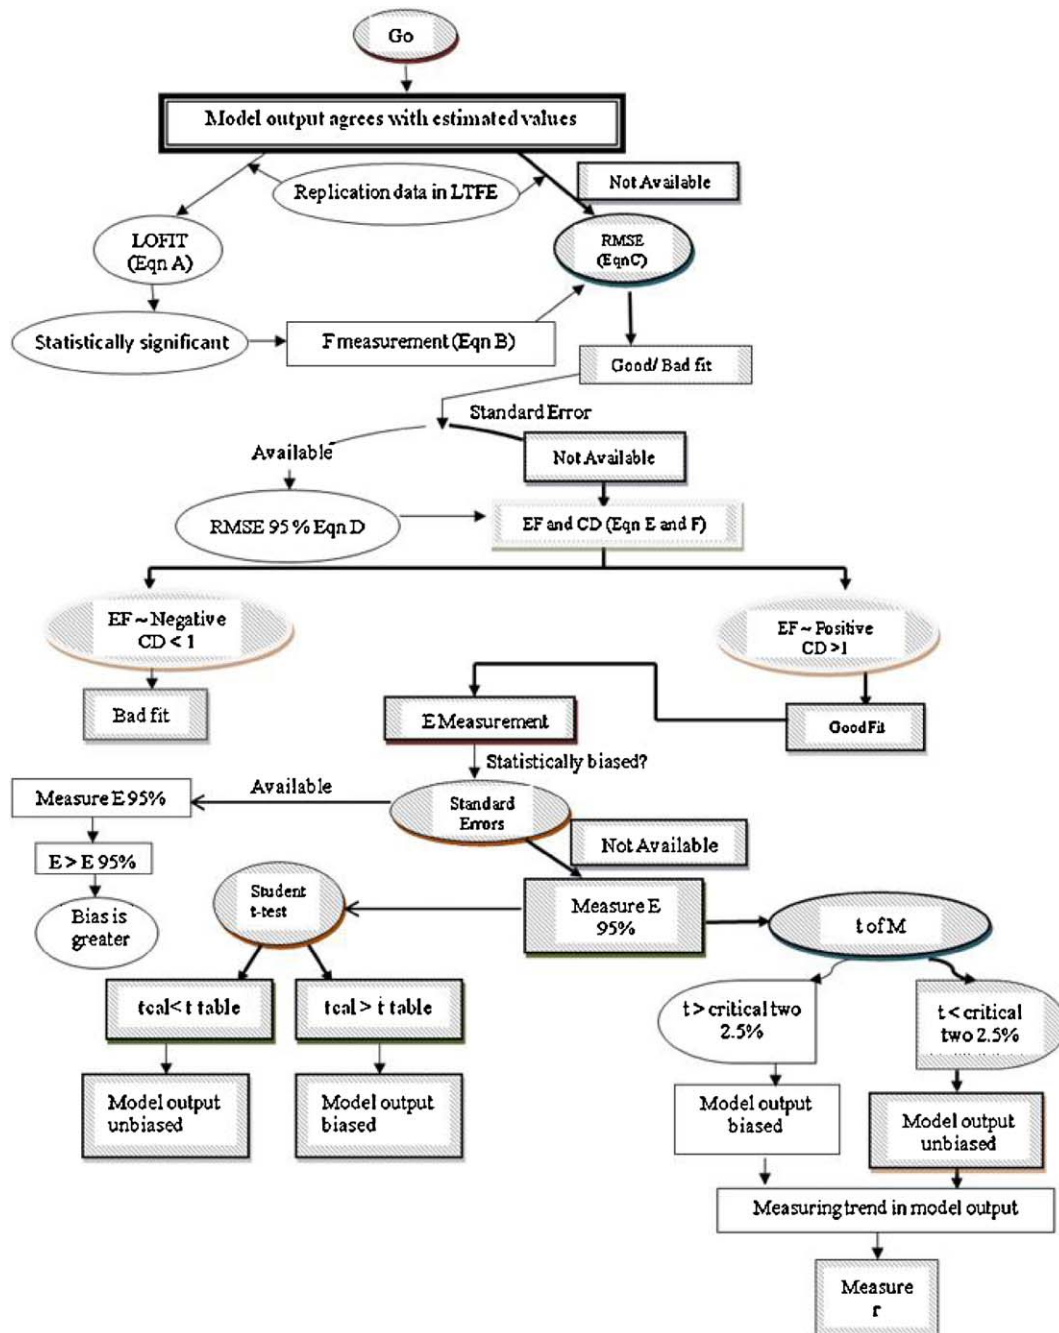 Go
Model output agrees with estimated values
Replication data in LTFE
Not Available
LOFIT
(Eqn A)
RMSE
(Eqn C)
Statistically significant
F measurement (Eqn B)
Good/ Bad fit
Standard Error
Available
Not Available
RMSE 95 % Eqn D
EF and CD (Eqn E and F)
EF ~ Negative
CD < 1
EF ~ Positive
CD >1
Bad fit
E Measurement
Good Fit
Statistically biased?
Measure E 95%
Available
Standard
Errors
Not Available
E > E 95%
Bias is
greater
Student
t-test
Measure E
95%
t of M
tcal< t table
tcal > t table
t > critical two
2.5%
t < critical
two 2.5%
Model output
unbiased
Model output
biased
Model output
biased
Model output
unbiased
Measuring trend in model output
Measure
r